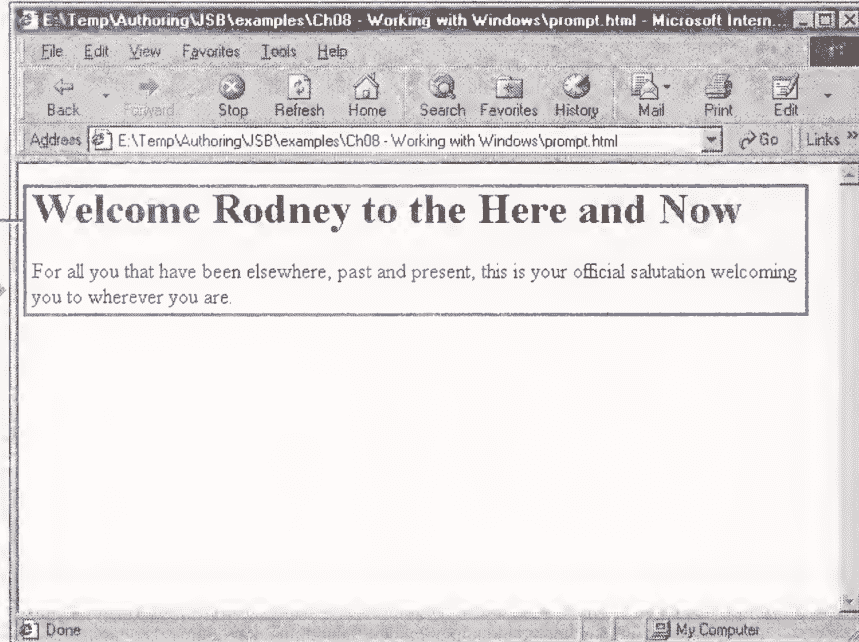 E:\Temp\Authoring\JSB\examples\Ch08 - Working with Windows\prompt.html - Microsoft Intern...
File Edit View Favorites Tools Help
Back Forward Stop Refresh Home Search Favorites History Mail Print Edit
Address E:\Temp\Authoring\JSB\examples\Ch08 - Working with Windows\prompt.html Go Links »
Welcome Rodney to the Here and Now
For all you that have been elsewhere, past and present, this is your official salutation welcoming
you to wherever you are.
Done My Computer